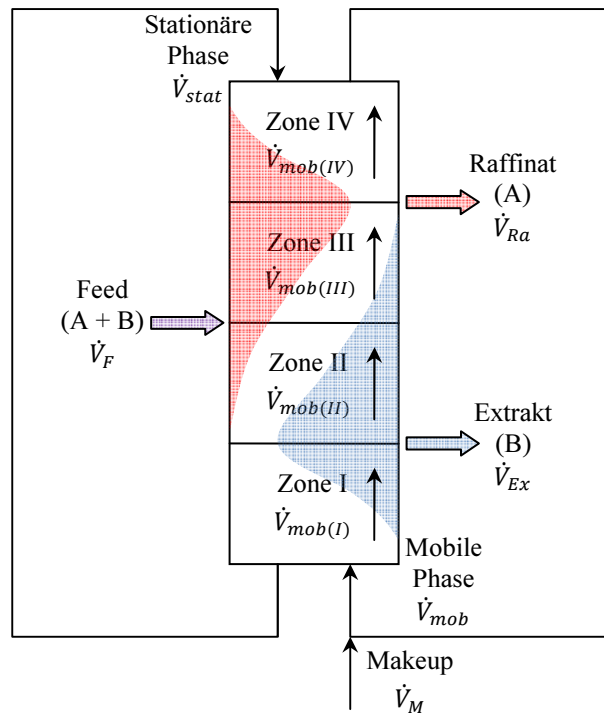 Stationäre
Phase
V̇stat
Zone IV
V̇mob(IV)
Raffinat
(A)
V̇Ra
Zone III
V̇mob(III)
Feed
(A + B)
V̇F
Zone II
V̇mob(II)
Extrakt
(B)
V̇Ex
Zone I
V̇mob(I)
Mobile
Phase
V̇mob
Makeup
V̇M